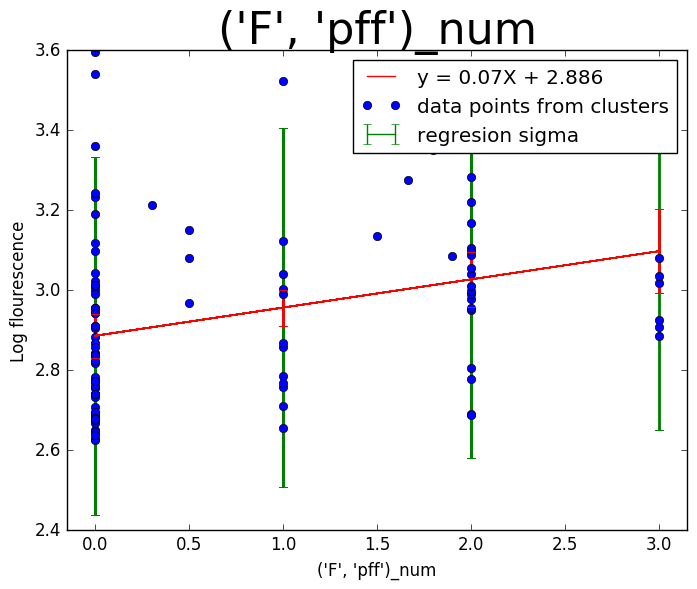 ('F', 'pff')_num
y = 0.07X + 2.886
data points from clusters
regresion sigma
Log flourescence
3.6
3.4
3.2
3.0
2.8
2.6
2.4
0.0 0.5 1.0 1.5 2.0 2.5 3.0
('F', 'pff')_num